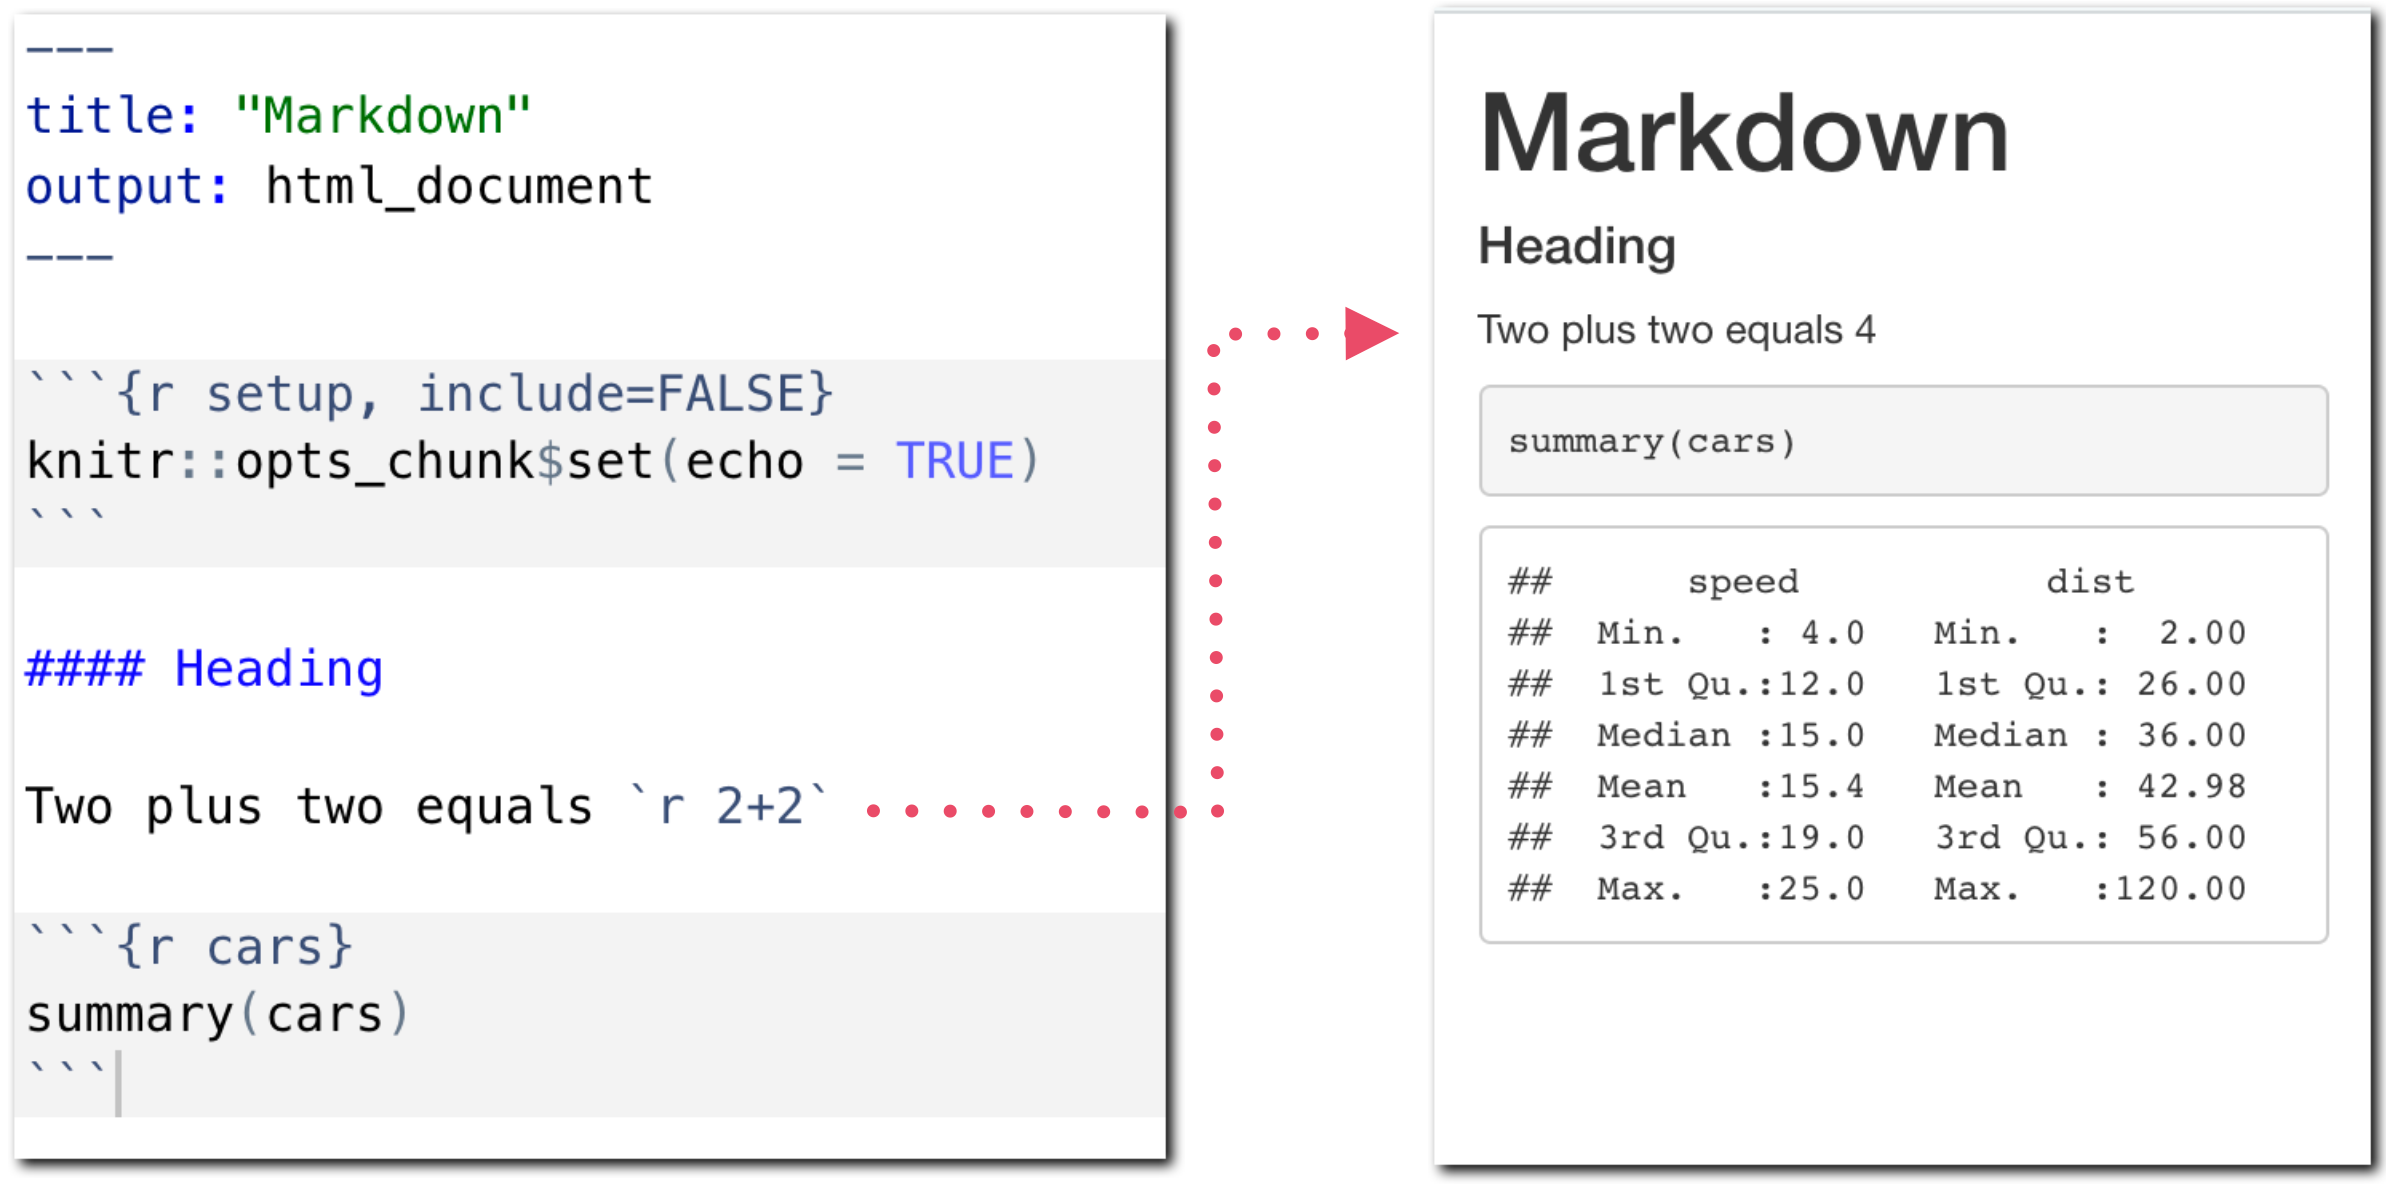 ---
title: "Markdown"
output: html_document
---
```{r setup, include=FALSE}
knitr::opts_chunk$set(echo = TRUE)
```
#### Heading
Two plus two equals `r 2+2`
```{r cars}
summary(cars)
```
Markdown
Heading
Two plus two equals 4
summary(cars)
##      speed           dist
##  Min.   : 4.0   Min.   :  2.00
##  1st Qu.:12.0   1st Qu.: 26.00
##  Median :15.0   Median : 36.00
##  Mean   :15.4   Mean   : 42.98
##  3rd Qu.:19.0   3rd Qu.: 56.00
##  Max.   :25.0   Max.   :120.00